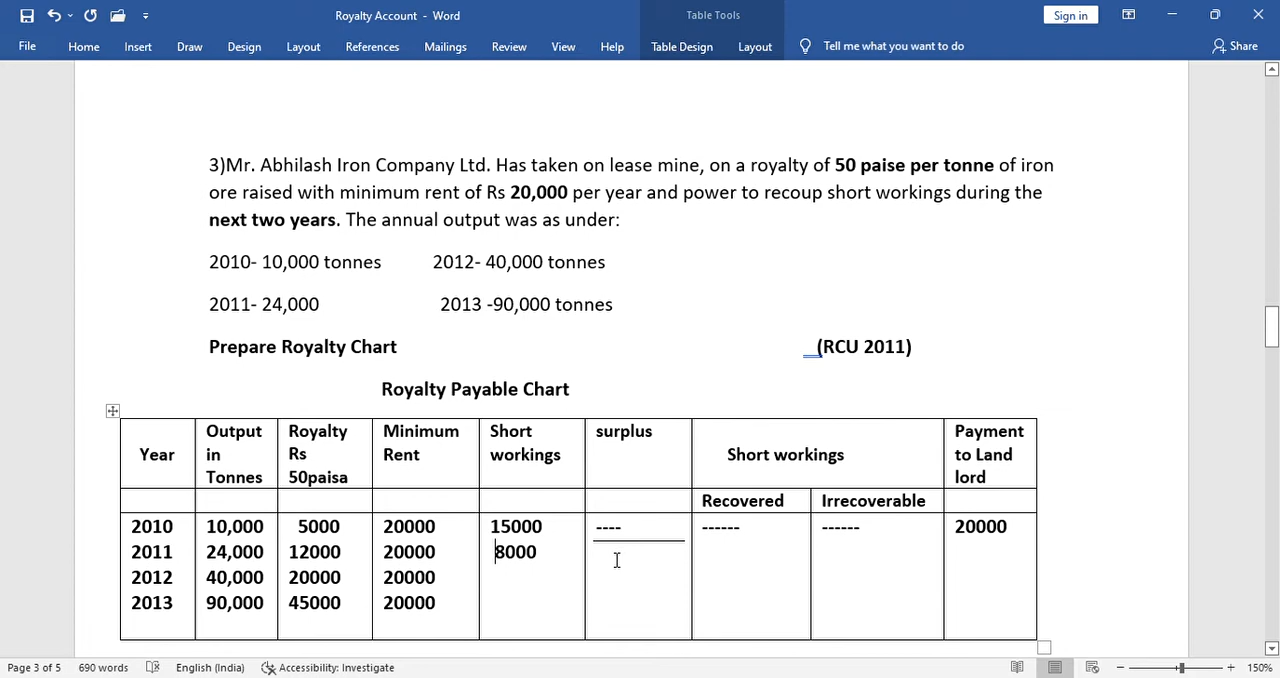 Royalty Account - Word
Table Tools
Sign in
File Home Insert Draw Design Layout References Mailings Review View Help Table Design Layout Tell me what you want to do Share
3)Mr. Abhilash Iron Company Ltd. Has taken on lease mine, on a royalty of 50 paise per tonne of iron
ore raised with minimum rent of Rs 20,000 per year and power to recoup short workings during the
next two years. The annual output was as under:
2010- 10,000 tonnes 2012- 40,000 tonnes
2011- 24,000 2013 -90,000 tonnes
Prepare Royalty Chart (RCU 2011)
Royalty Payable Chart
Year Output in Tonnes Royalty Rs 50paisa Minimum Rent Short workings surplus Short workings Payment to Land lord
Recovered Irrecoverable
2010 10,000 5000 20000 15000 ---- ------ ------ 20000
2011 24,000 12000 20000 8000
2012 40,000 20000 20000
2013 90,000 45000 20000
Page 3 of 5 690 words English (India) Accessibility: Investigate 150%